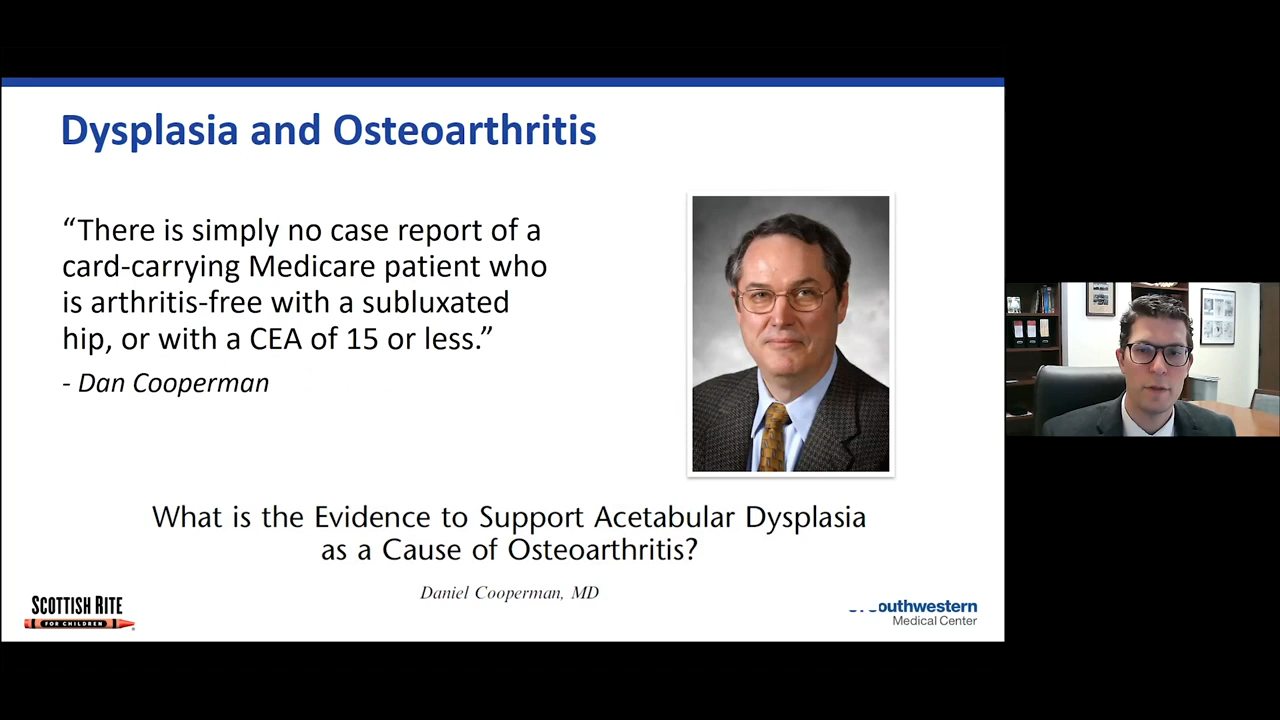 Dysplasia and Osteoarthritis
“There is simply no case report of a
card-carrying Medicare patient who
is arthritis-free with a subluxated
hip, or with a CEA of 15 or less.”
- Dan Cooperman
What is the Evidence to Support Acetabular Dysplasia
as a Cause of Osteoarthritis?
Daniel Cooperman, MD
SCOTTISH RITE
FOR CHILDREN
outhwestern
Medical Center